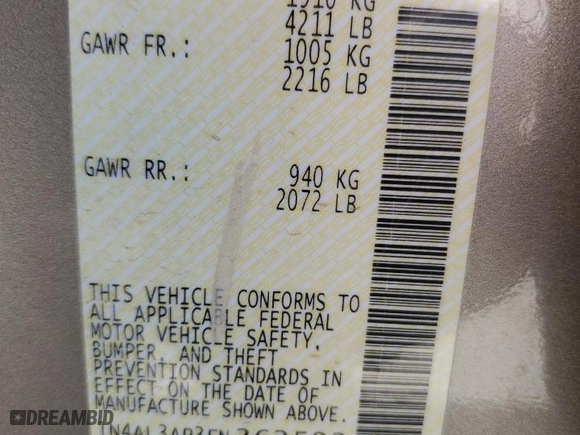 4211 LB
GAWR FR.: 1005 KG
2216 LB
GAWR RR.: 940 KG
2072 LB
THIS VEHICLE CONFORMS TO
ALL APPLICABLE FEDERAL
MOTOR VEHICLE SAFETY,
BUMPER, AND THEFT
PREVENTION STANDARDS IN
EFFECT ON THE DATE OF
MANUFACTURE SHOWN ABOVE.
DREAMBID